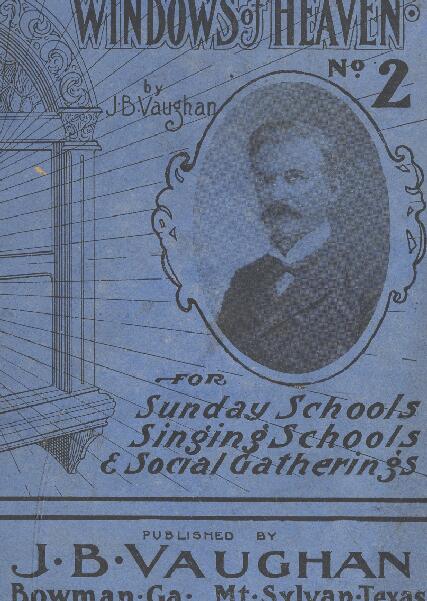 WINDOWS of HEAVEN
No. 2
by
J.B.Vaughan
FOR
Sunday Schools
Singing Schools
& Social Gatherings
PUBLISHED BY
J·B·VAUGHAN
Bowman·Ga· Mt·Sylvan·Texas